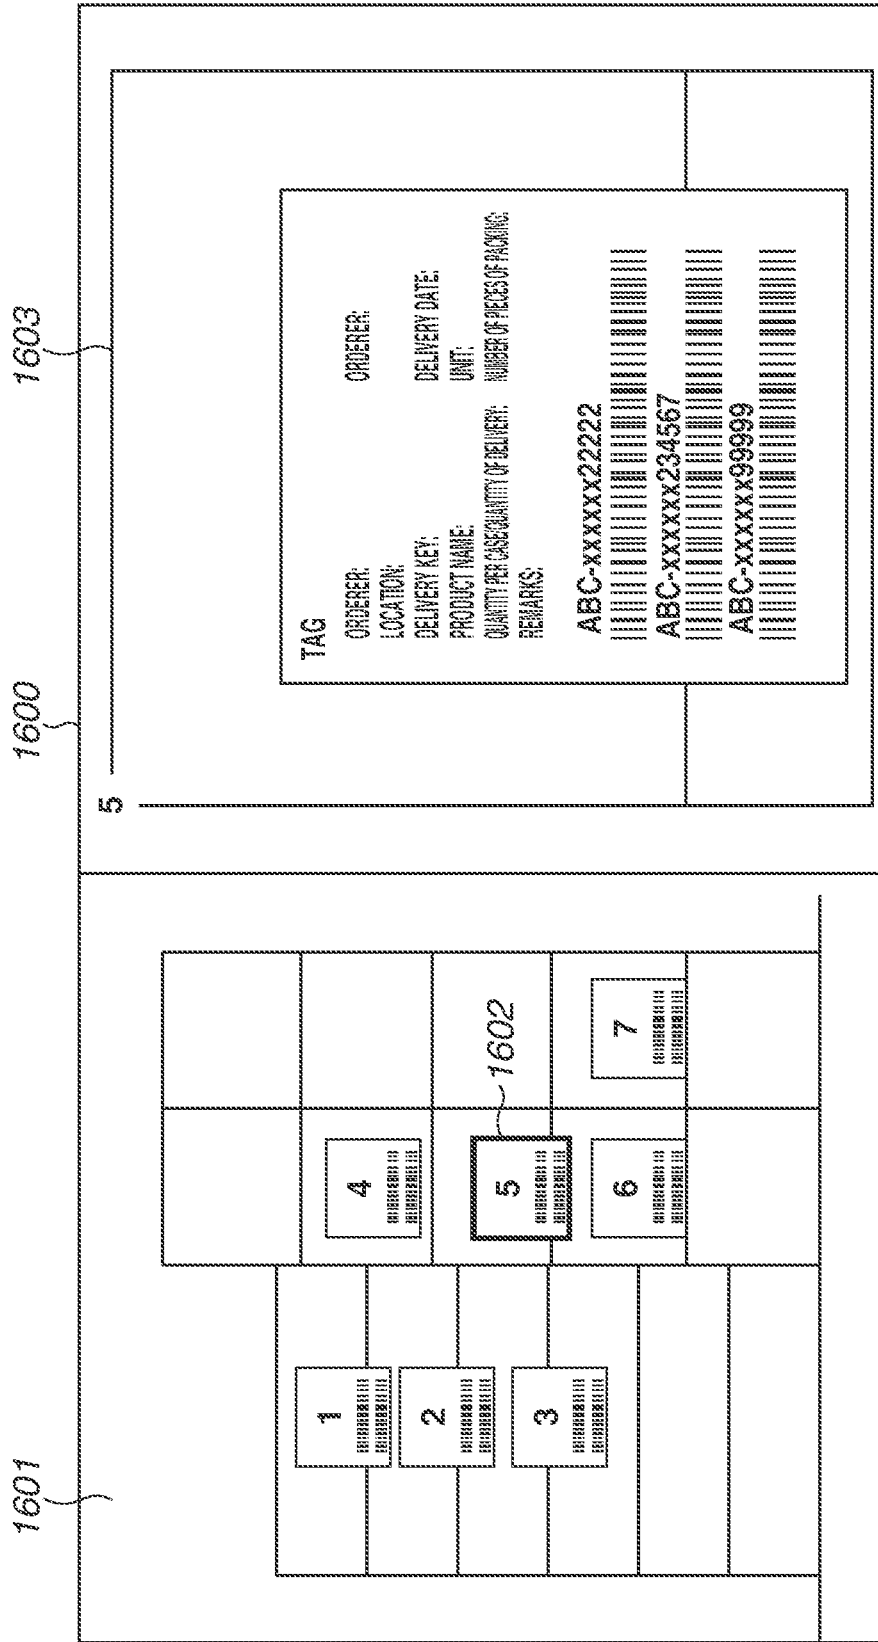 1601
1600
1603
1
2
3
4
5
1602
6
7
5
TAG
ORDERER: ORDERER:
LOCATION:
DELIVERY KEY: DELIVERY DATE:
PRODUCT NAME: UNIT:
QUANTITY PER CASE/QUANTITY OF DELIVERY: NUMBER OF PIECES OF PACKING:
REMARKS:
ABC-xxxxxx22222
ABC-xxxxxx234567
ABC-xxxxxx99999